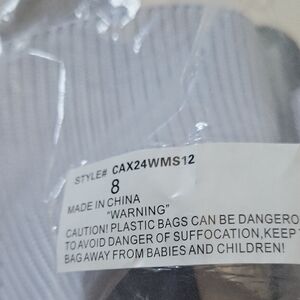 STYLE# CAX24WMS12
8
MADE IN CHINA
"WARNING"
CAUTION! PLASTIC BAGS CAN BE DANGERO
TO AVOID DANGER OF SUFFOCATION,KEEP
BAG AWAY FROM BABIES AND CHILDREN!